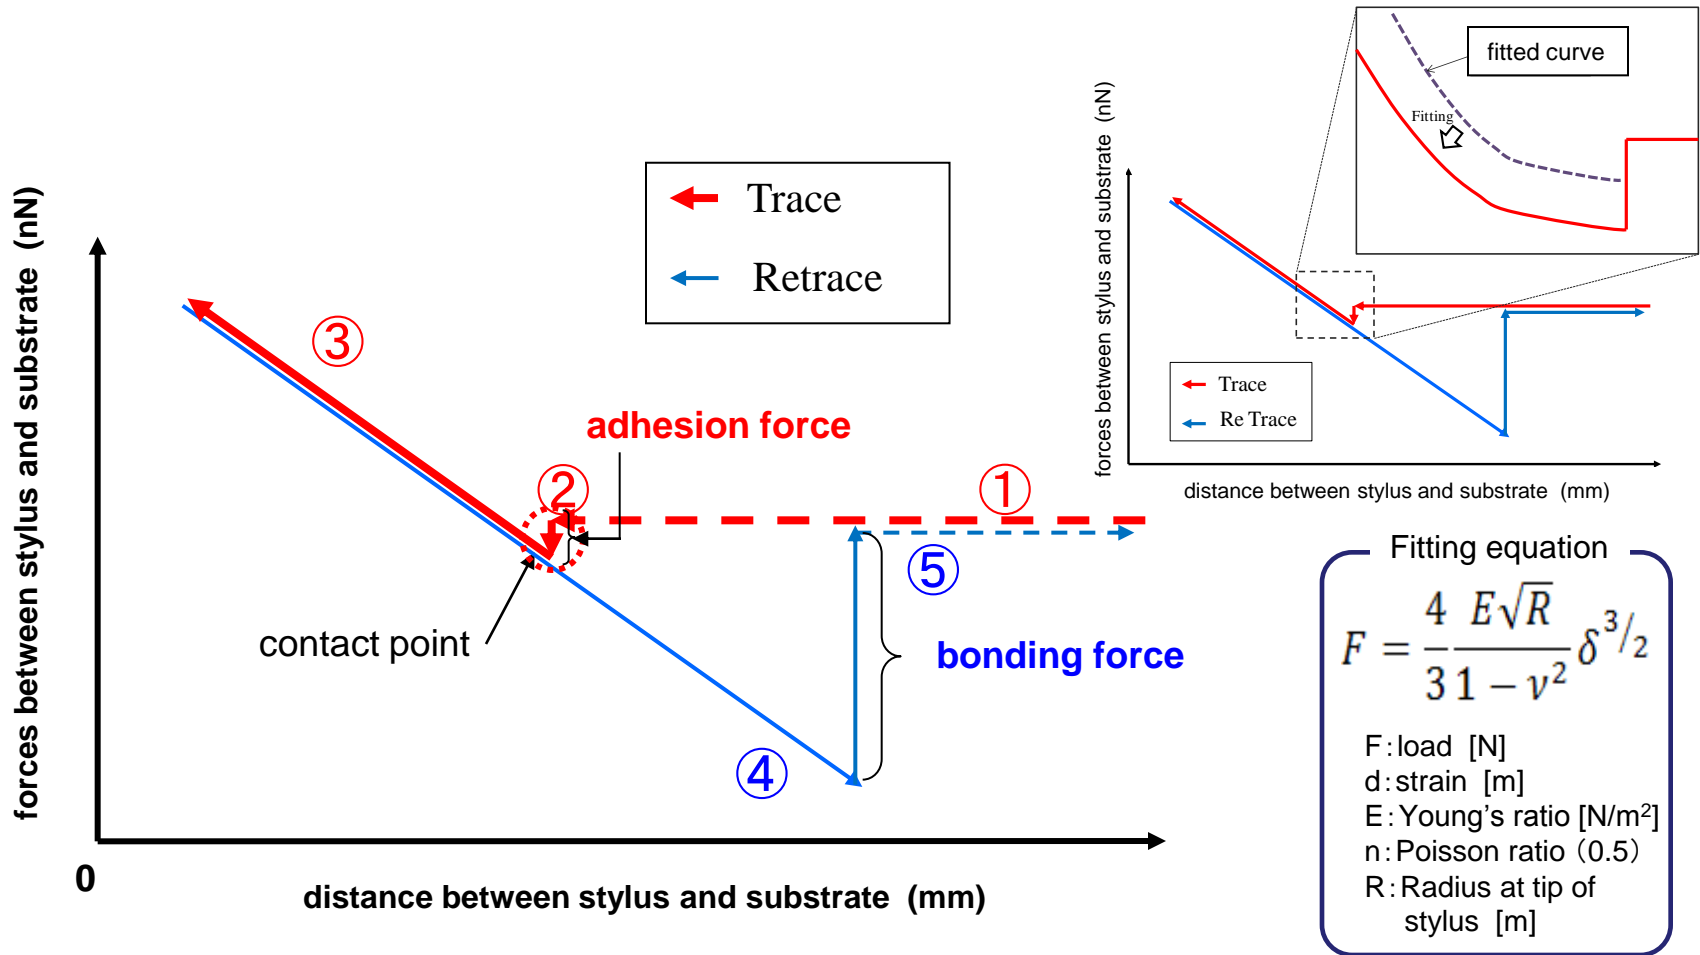 forces between stylus and substrate (nN)
Trace
Retrace
③
adhesion force
②
①
⑤
contact point
bonding force
④
0
distance between stylus and substrate (mm)
fitted curve
Fitting
forces between stylus and substrate (nN)
Trace
Re Trace
distance between stylus and substrate (mm)
Fitting equation
F = 4/3 E√R/1 − ν² δ^3/2
F：load [N]
d：strain [m]
E：Young's ratio [N/m²]
n：Poisson ratio（0.5）
R：Radius at tip of
stylus [m]